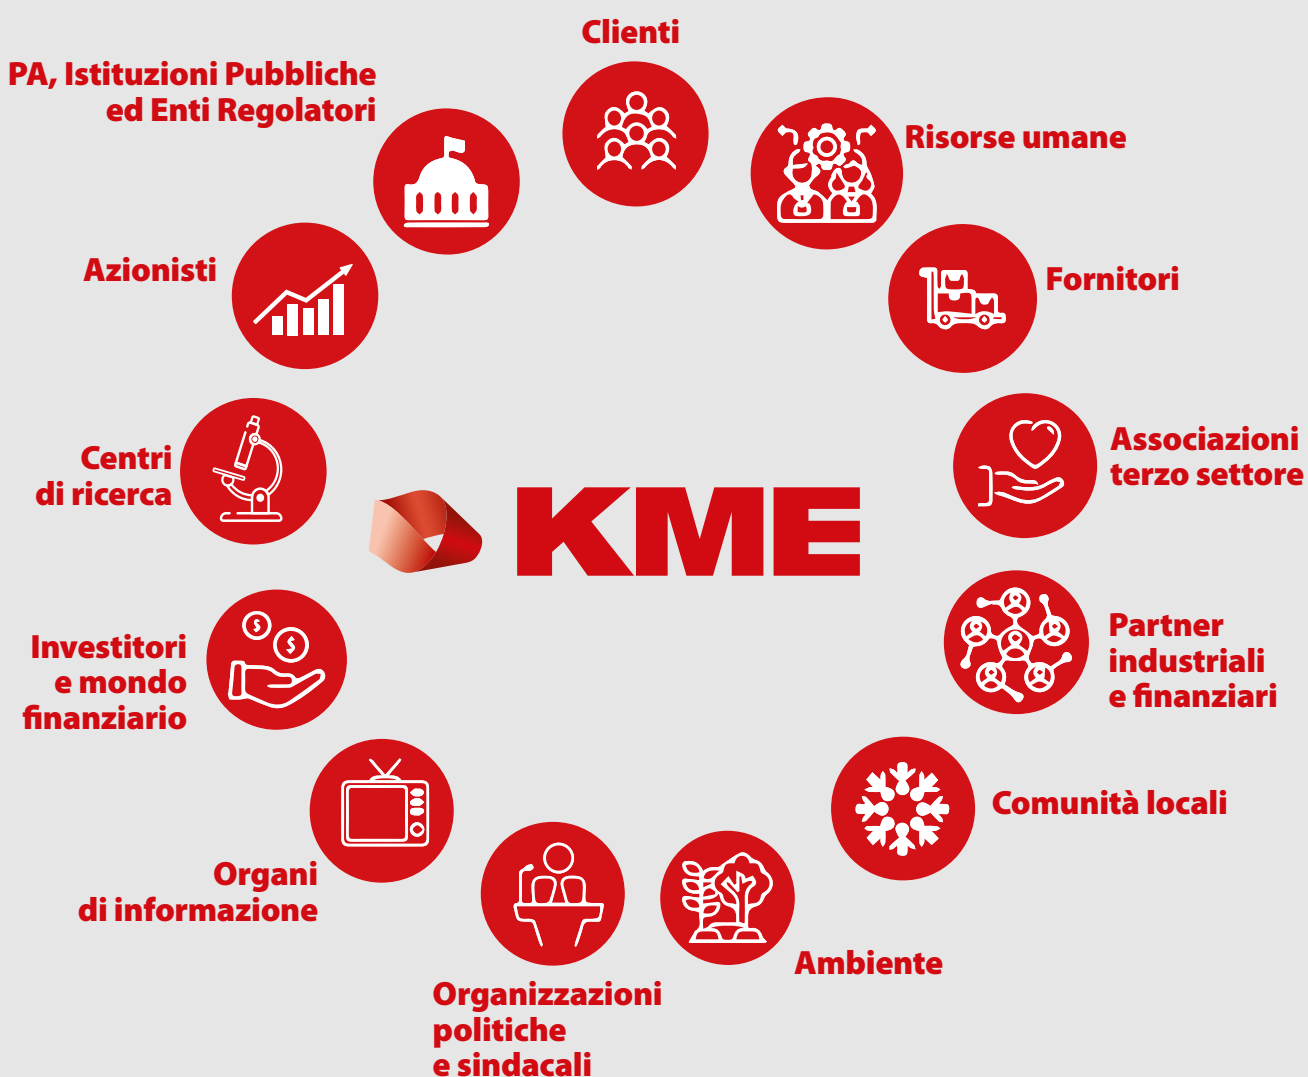 Clienti
PA, Istituzioni Pubbliche
ed Enti Regolatori
Risorse umane
Azionisti
Fornitori
Centri
di ricerca
Associazioni
terzo settore
KME
Investitori
e mondo
finanziario
Partner
industriali
e finanziari
Comunità locali
Organi
di informazione
Ambiente
Organizzazioni
politiche
e sindacali